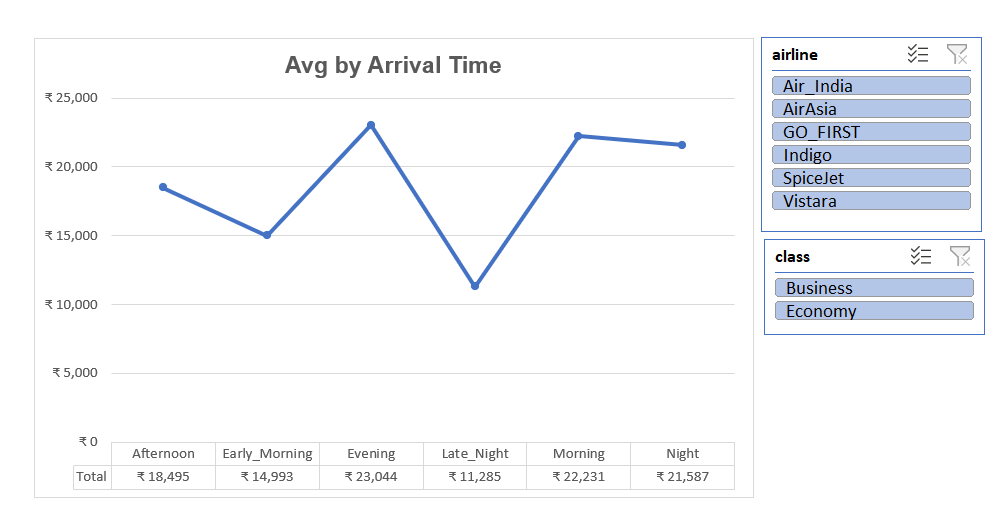 Avg by Arrival Time
₹ 25,000
₹ 20,000
₹ 15,000
₹ 10,000
₹ 5,000
₹ 0
Afternoon Early_Morning Evening Late_Night Morning Night
Total ₹ 18,495 ₹ 14,993 ₹ 23,044 ₹ 11,285 ₹ 22,231 ₹ 21,587
airline
Air_India
AirAsia
GO_FIRST
Indigo
SpiceJet
Vistara
class
Business
Economy